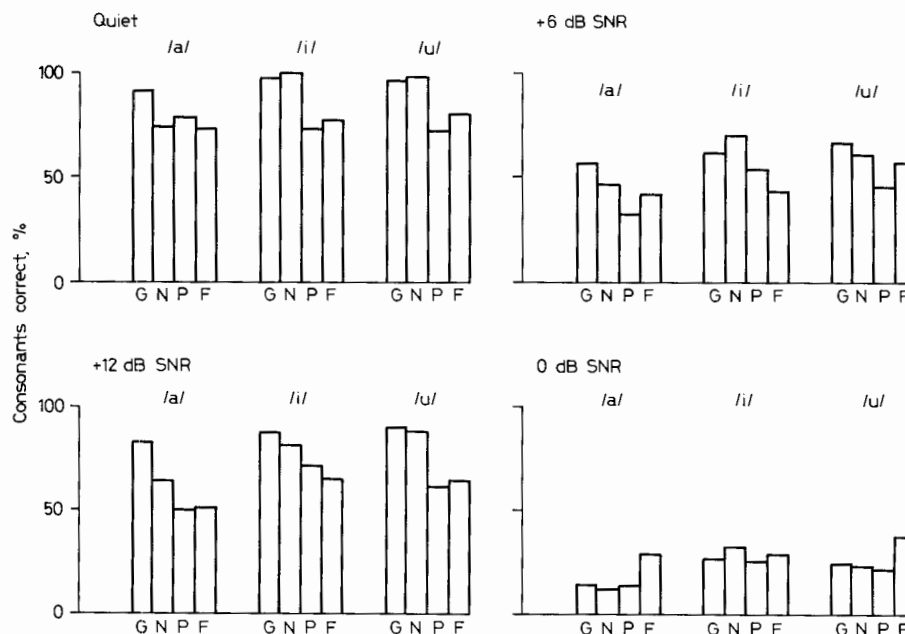 Quiet
/a/ /i/ /u/
100
50
0
G N P F G N P F G N P F
+6 dB SNR
/a/ /i/ /u/
G N P F G N P F G N P F
Consonants correct, %
+12 dB SNR
/a/ /i/ /u/
100
50
0
G N P F G N P F G N P F
0 dB SNR
/a/ /i/ /u/
G N P F G N P F G N P F